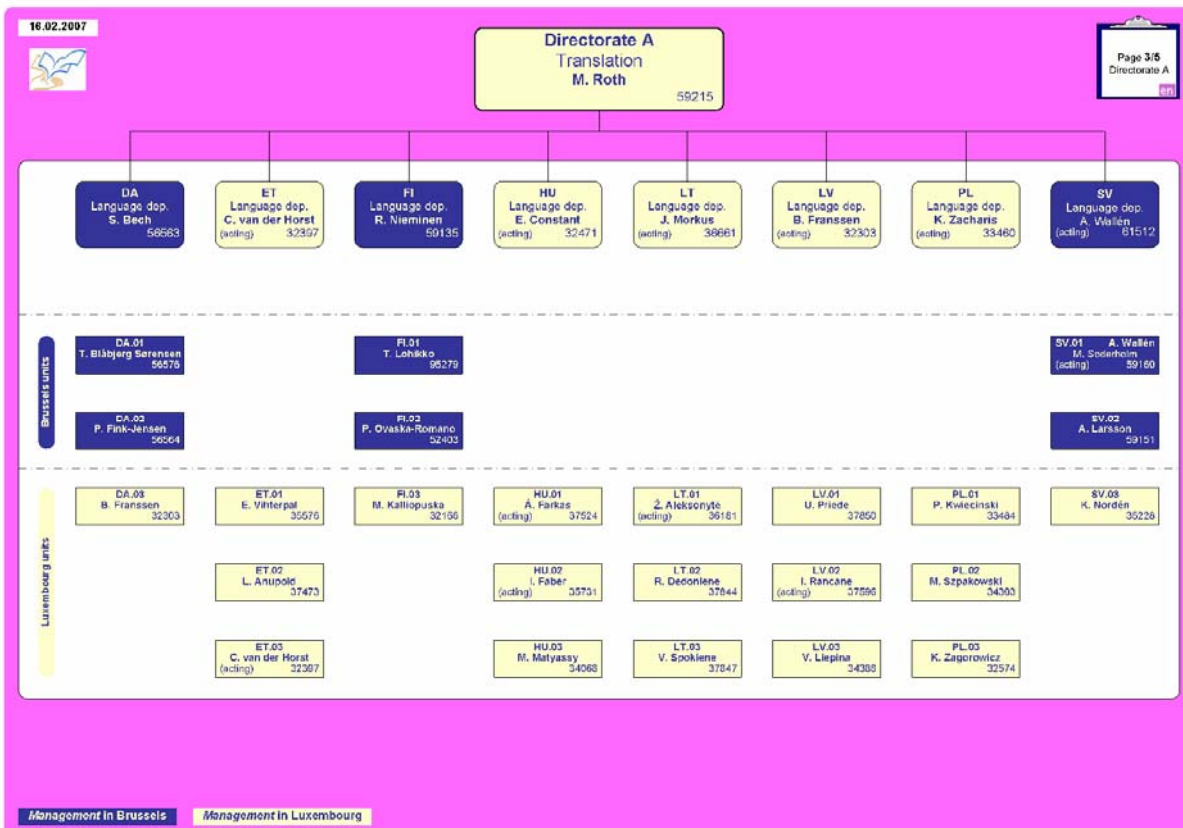 16.02.2007
Directorate A
Translation
M. Roth
59215
Page 3/5
Directorate A
en
DA
Language dep.
S. Bech
56563
ET
Language dep.
C. van der Horst
(acting) 32397
FI
Language dep.
R. Nieminen
59135
HU
Language dep.
E. Constant
(acting) 32471
LT
Language dep.
J. Morkus
(acting) 36661
LV
Language dep.
B. Franssen
(acting) 32303
PL
Language dep.
K. Zacharis
(acting) 33460
SV
Language dep.
A. Wallén
(acting) 61512
Brussels units
DA.01
T. Blåbjerg Sørensen
56576
FI.01
T. Lohikko
95279
SV.01 A. Wallén
M. Soderholm
(acting) 59160
DA.02
P. Fink-Jensen
56564
FI.02
P. Ovaska-Romano
52403
SV.02
A. Larsson
59151
Luxembourg units
DA.03
B. Franssen
32303
ET.01
E. Vihterpal
35576
FI.03
M. Kalliopuska
32166
HU.01
Á. Farkas
(acting) 37524
LT.01
Ž. Aleksonytė
(acting) 36181
LV.01
U. Priede
37850
PL.01
P. Kwiecinski
33484
SV.03
K. Nordén
35228
ET.02
L. Anupold
37473
HU.02
I. Faber
(acting) 35731
LT.02
R. Dedoniene
37844
LV.02
I. Rancane
(acting) 37596
PL.02
M. Szpakowski
34303
ET.03
C. van der Horst
(acting) 32397
HU.03
M. Matyassy
34068
LT.03
V. Spokiene
37847
LV.03
V. Liepina
34388
PL.03
K. Zagorowicz
32574
Management in Brussels
Management in Luxembourg